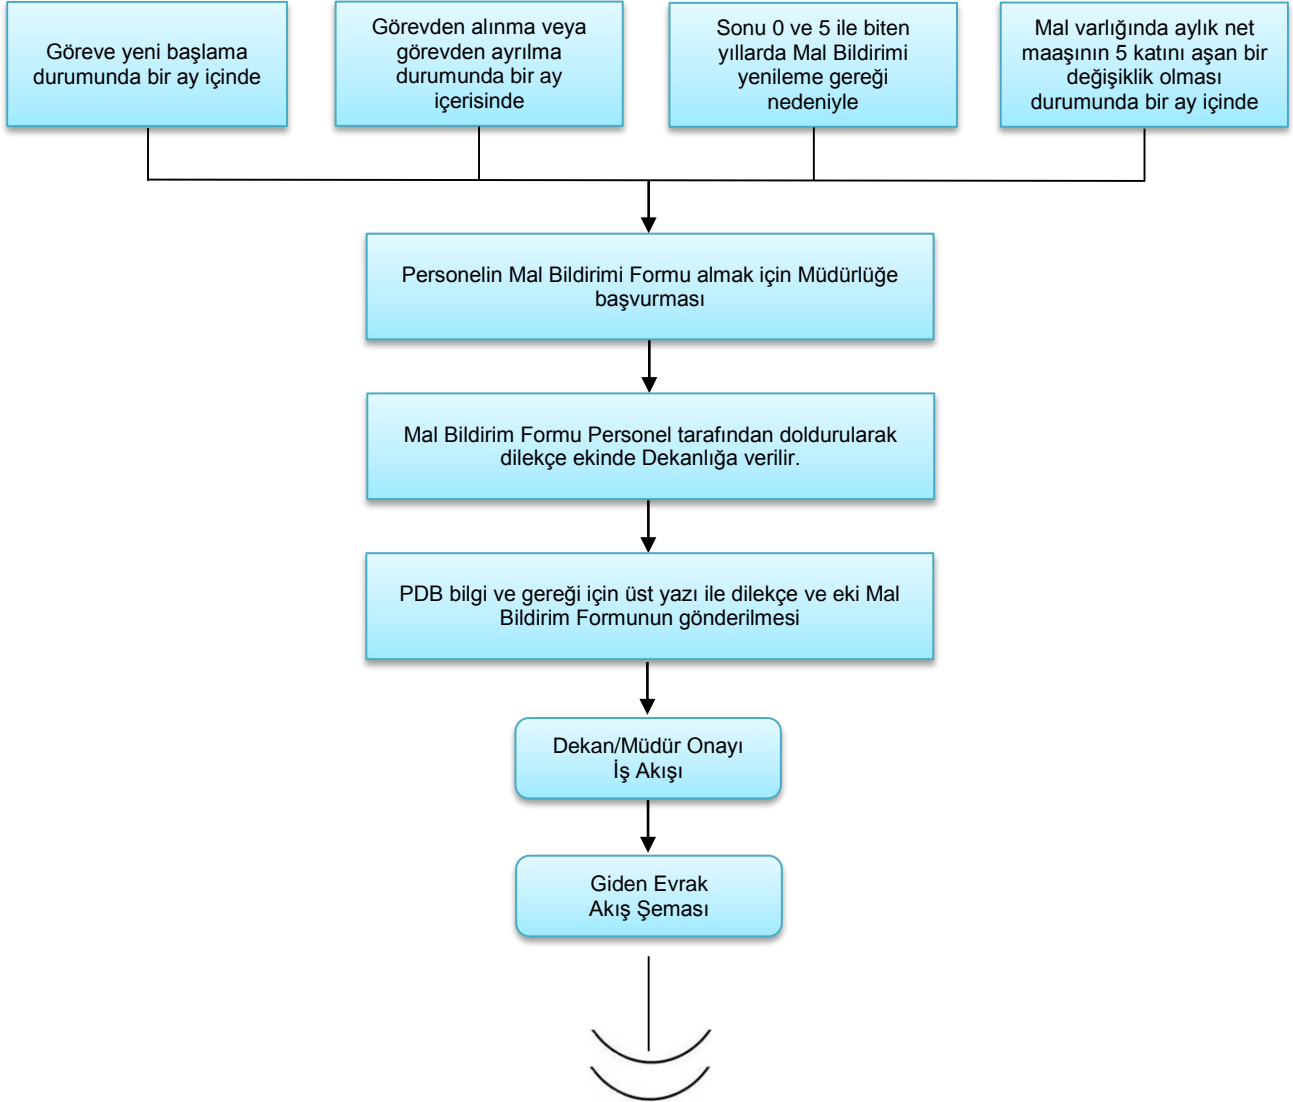 Göreve yeni başlama
durumunda bir ay içinde
Görevden alınma veya
görevden ayrılma
durumunda bir ay
içerisinde
Sonu 0 ve 5 ile biten
yıllarda Mal Bildirimi
yenileme gereği
nedeniyle
Mal varlığında aylık net
maaşının 5 katını aşan bir
değişiklik olması
durumunda bir ay içinde
Personelin Mal Bildirimi Formu almak için Müdürlüğe
başvurması
Mal Bildirim Formu Personel tarafından doldurularak
dilekçe ekinde Dekanlığa verilir.
PDB bilgi ve gereği için üst yazı ile dilekçe ve eki Mal
Bildirim Formunun gönderilmesi
Dekan/Müdür Onayı
İş Akışı
Giden Evrak
Akış Şeması